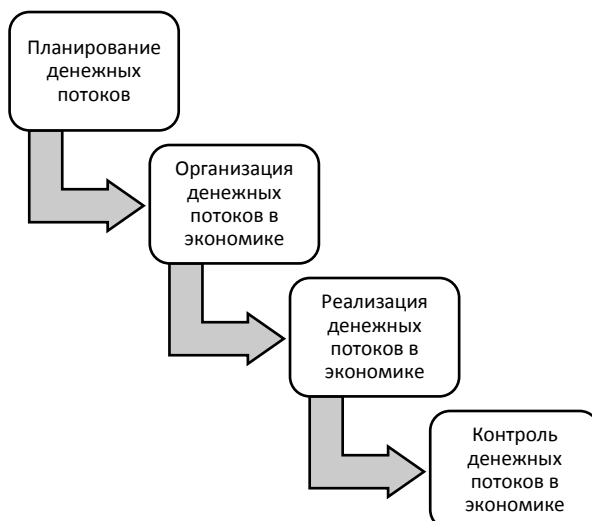 Планирование
денежных
потоков
Организация
денежных
потоков в
экономике
Реализация
денежных
потоков в
экономике
Контроль
денежных
потоков в
экономике